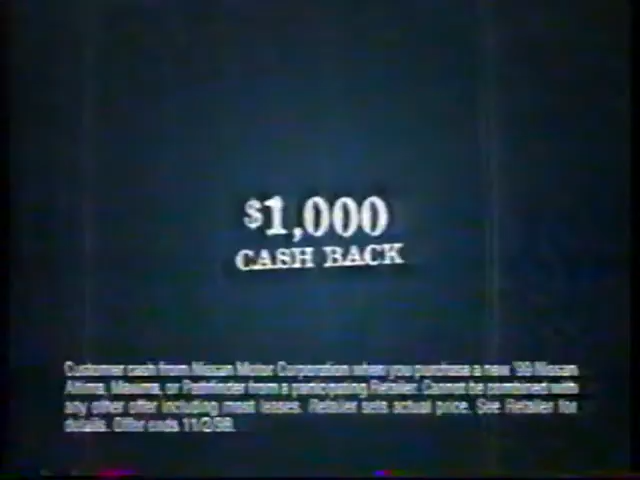 $1,000
CASH BACK
Customer cash from Nissan Motor Corporation when you purchase a new '99 Nissan
Altima, Maxima, or Pathfinder from a participating Retailer. Cannot be combined with
any other offer including most leases. Retailer sets actual price. See Retailer for
details. Offer ends 11/2/98.